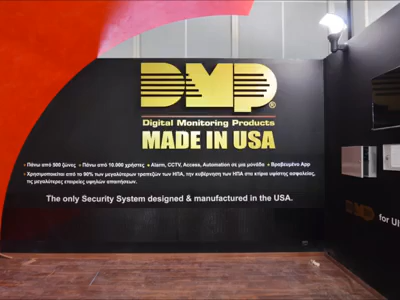 DMP®
Digital Monitoring Products
MADE IN USA
• Πάνω από 500 ζώνες • Πάνω από 10.000 χρήστες • Alarm, CCTV, Access, Automation σε μια μονάδα • Βραβευμένο App
• Χρησιμοποιείται από το 90% των μεγαλύτερων τραπεζών των ΗΠΑ, την κυβέρνηση των ΗΠΑ στα κτίρια υψίστης ασφαλείας,
τις μεγαλύτερες εταιρείες υψηλών απαιτήσεων.
The only Security System designed & manufactured in the USA.
DMP for Ul